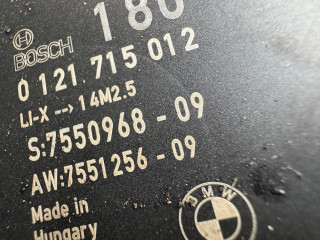 180
BOSCH
0 121 715 012
LI-X --> 14M2.5
S:7550968 - 09
AW:7551256 - 09
Made in
Hungary
BMW